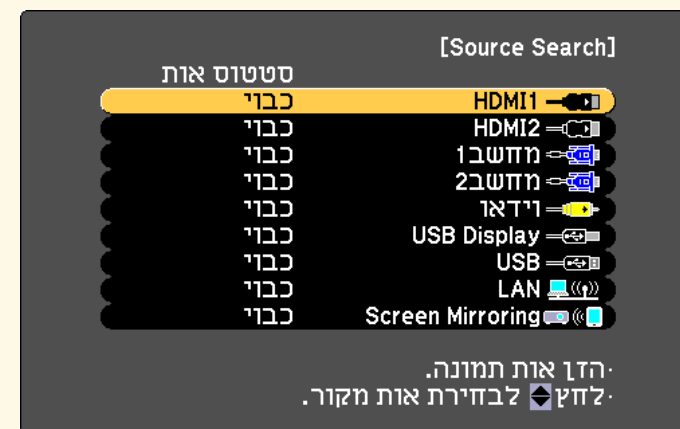 [Source Search]
סטטוס אות
HDMI1 כבוי
HDMI2 כבוי
מחשב1 כבוי
מחשב2 כבוי
וידאו כבוי
USB Display כבוי
USB כבוי
LAN כבוי
Screen Mirroring כבוי
·הזן אות תמונה.
·לחץ לבחירת אות מקור.